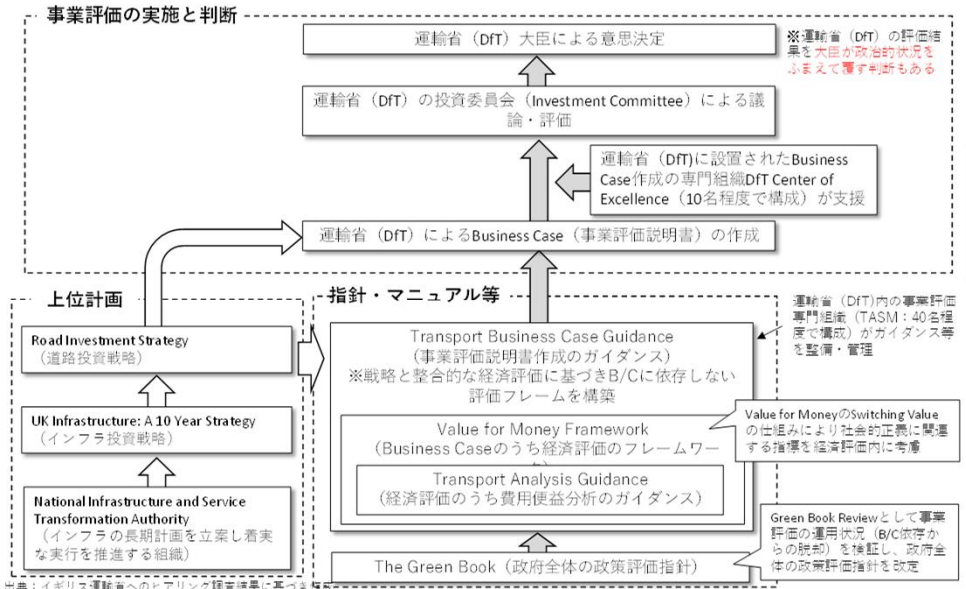 事業評価の実施と判断
運輸省（DfT）大臣による意思決定
※運輸省（DfT）の評価結
果を大臣が政治的状況を
ふまえて覆す判断もある
運輸省（DfT）の投資委員会（Investment Committee）による議
論・評価
運輸省（DfT)に設置されたBusiness
Case作成の専門組織DfT Center of
Excellence（10名程度で構成）が支援
運輸省（DfT）によるBusiness Case（事業評価説明書）の作成
上位計画
Road Investment Strategy
（道路投資戦略）
UK Infrastructure: A 10 Year Strategy
（インフラ投資戦略）
National Infrastructure and Service
Transformation Authority
（インフラの長期計画を立案し着実
な実行を推進する組織）
指針・マニュアル等
運輸省（DfT)内の事業評価
専門組織（TASM：40名程
度で構成）がガイダンス等
を整備・管理
Transport Business Case Guidance
（事業評価説明書作成のガイダンス）
※戦略と整合的な経済評価に基づきB/Cに依存しない
評価フレームを構築
Value for Money Framework
（Business Caseのうち経済評価のフレームワー
Transport Analysis Guidance
（経済評価のうち費用便益分析のガイダンス）
Value for MoneyのSwitching Value
の仕組みにより社会的正義に関連
する指標を経済評価内に考慮
The Green Book（政府全体の政策評価指針）
Green Book Reviewとして事業
評価の運用状況（B/C依存
からの脱却）を検証し、政府全
体の政策評価指針を改定
出典：イギリス運輸省へのヒアリング調査結果に基づき